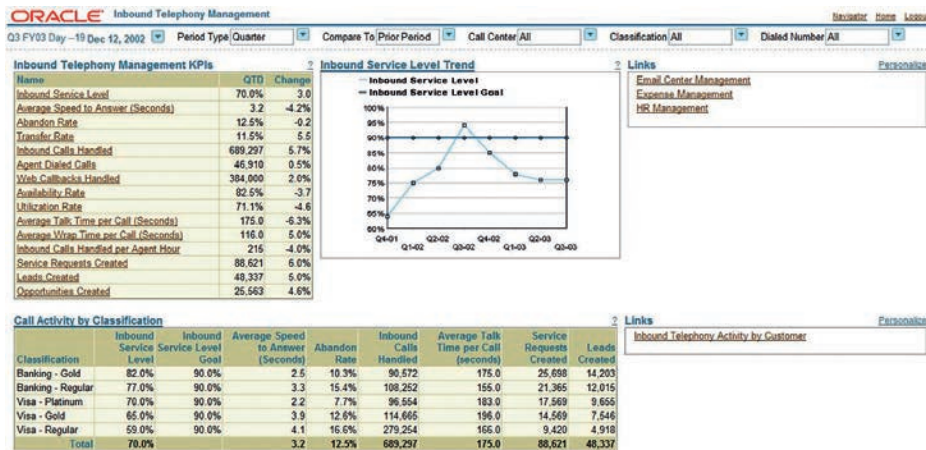 ORACLE Inbound Telephony Management
Navigator Home Logout
Q3 FY03 Day -19 Dec 12, 2002 Period Type Quarter Compare To Prior Period Call Center All Classification All Dialed Number All
Inbound Telephony Management KPIs ?
Name QTD Change
Inbound Service Level 70.0% 3.0
Average Speed to Answer (Seconds) 3.2 -4.2%
Abandon Rate 12.5% -0.2
Transfer Rate 11.5% 5.5
Inbound Calls Handled 689,297 5.7%
Agent Dialed Calls 46,910 0.5%
Web Callbacks Handled 384,000 2.0%
Availability Rate 82.5% -3.7
Utilization Rate 71.1% -4.6
Average Talk Time per Call (Seconds) 175.0 -6.3%
Average Wrap Time per Call (Seconds) 116.0 5.0%
Inbound Calls Handled per Agent Hour 215 -4.0%
Service Requests Created 88,621 6.0%
Leads Created 48,337 5.0%
Opportunities Created 25,563 4.6%
Inbound Service Level Trend ?
Inbound Service Level
Inbound Service Level Goal
100%
95%
90%
85%
80%
75%
70%
65%
60%
Q4-01 Q1-02 Q2-02 Q3-02 Q4-02 Q1-03 Q2-03 Q3-03
Links Personalize
Email Center Management
Expense Management
HR Management
Call Activity by Classification ?
Classification Inbound Service Level Inbound Service Level Goal Average Speed to Answer (Seconds) Abandon Rate Inbound Calls Handled Average Talk Time per Call (seconds) Service Requests Created Leads Created
Banking - Gold 82.0% 90.0% 2.5 10.3% 90,572 175.0 25,698 14,203
Banking - Regular 77.0% 90.0% 3.3 15.4% 108,252 155.0 21,365 12,015
Visa - Platinum 70.0% 90.0% 2.2 7.7% 96,554 183.0 17,569 9,655
Visa - Gold 65.0% 90.0% 3.9 12.6% 114,665 196.0 14,569 7,546
Visa - Regular 59.0% 90.0% 4.1 16.6% 279,254 166.0 9,420 4,918
Total 70.0% 3.2 12.5% 689,297 175.0 88,621 48,337
Links Personalize
Inbound Telephony Activity by Customer